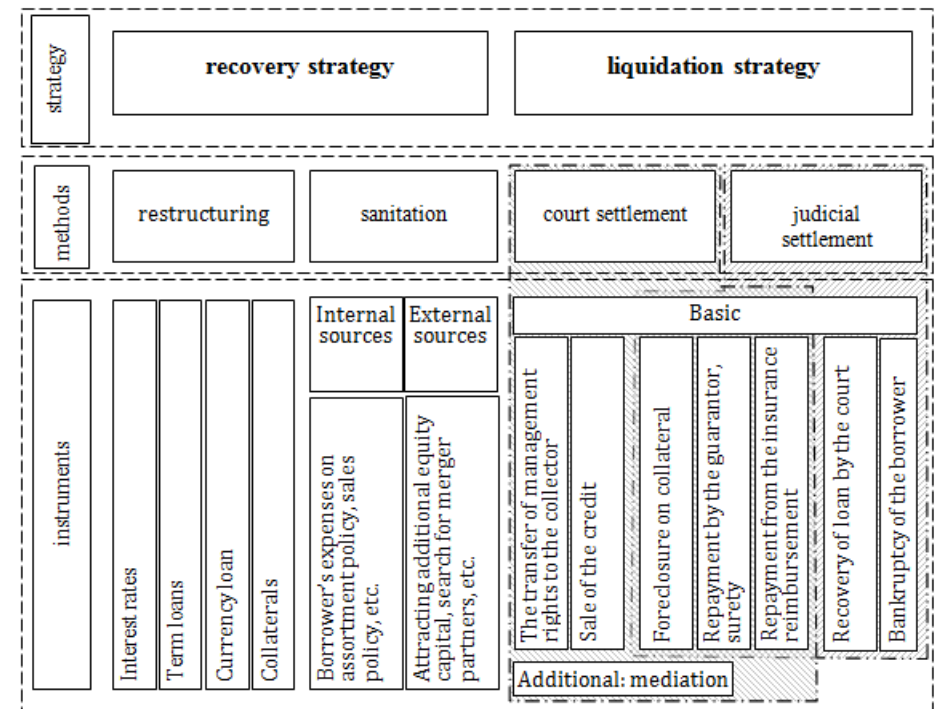 strategy
recovery strategy
liquidation strategy
methods
restructuring
sanitation
court settlement
judicial
settlement
instruments
Interest rates
Term loans
Currency loan
Collaterals
Internal
sources
External
sources
Borrower's expenses on
assortment policy, sales
policy, etc.
Attracting additional equity
capital, search for merger
partners, etc.
Basic
The transfer of management
rights to the collector
Sale of the credit
Foreclosure on collateral
Repayment by the guarantor,
surety
Repayment from the insurance
reimbursement
Recovery of loan by the court
Bankruptcy of the borrower
Additional: mediation